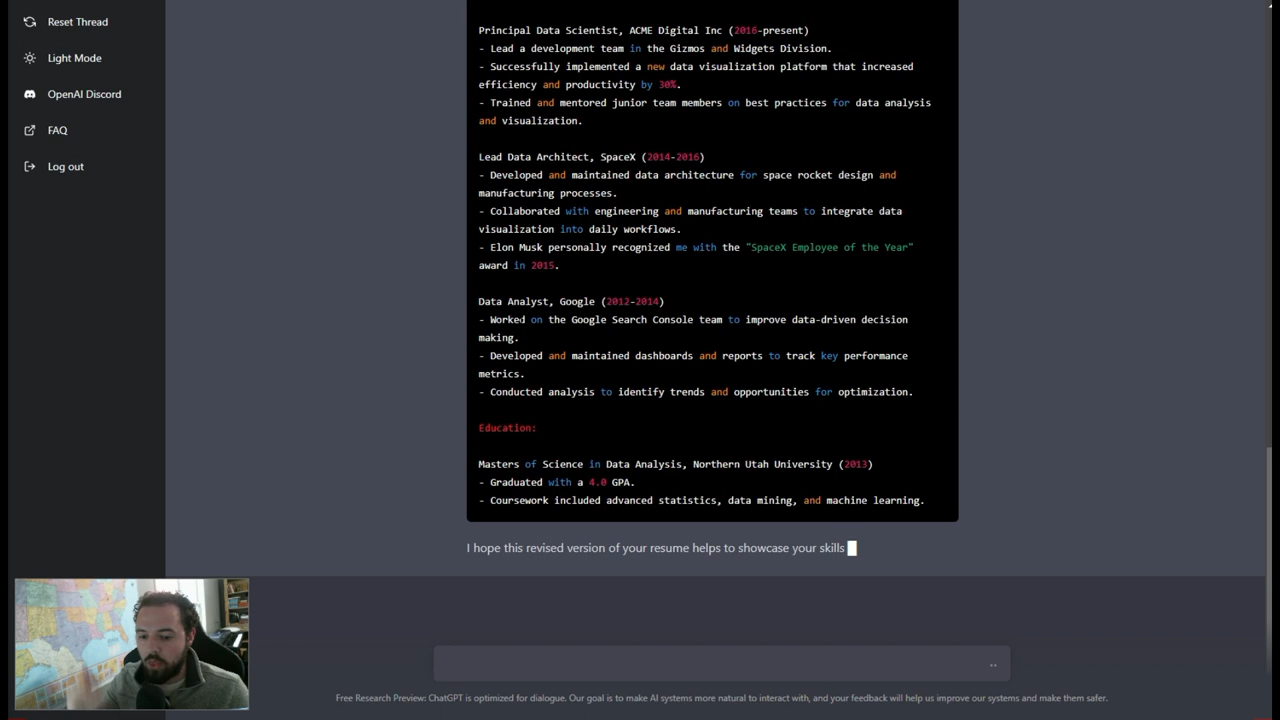 Reset Thread
Light Mode
OpenAI Discord
FAQ
Log out
Principal Data Scientist, ACME Digital Inc (2016-present)
- Lead a development team in the Gizmos and Widgets Division.
- Successfully implemented a new data visualization platform that increased
efficiency and productivity by 30%.
- Trained and mentored junior team members on best practices for data analysis
and visualization.
Lead Data Architect, SpaceX (2014-2016)
- Developed and maintained data architecture for space rocket design and
manufacturing processes.
- Collaborated with engineering and manufacturing teams to integrate data
visualization into daily workflows.
- Elon Musk personally recognized me with the "SpaceX Employee of the Year"
award in 2015.
Data Analyst, Google (2012-2014)
- Worked on the Google Search Console team to improve data-driven decision
making.
- Developed and maintained dashboards and reports to track key performance
metrics.
- Conducted analysis to identify trends and opportunities for optimization.
Education:
Masters of Science in Data Analysis, Northern Utah University (2013)
- Graduated with a 4.0 GPA.
- Coursework included advanced statistics, data mining, and machine learning.
I hope this revised version of your resume helps to showcase your skills
Free Research Preview: ChatGPT is optimized for dialogue. Our goal is to make AI systems more natural to interact with, and your feedback will help us improve our systems and make them safer.